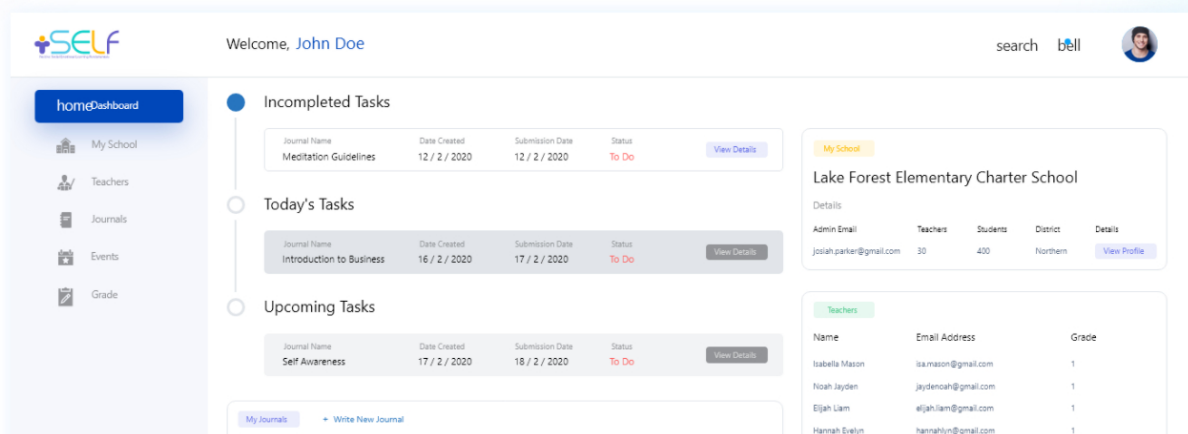 SELF
Welcome, John Doe
search bell
home Dashboard
My School
Teachers
Journals
Events
Grade
Incompleted Tasks
Journal Name Date Created Submission Date Status
Meditation Guidelines 12 / 2 / 2020 12 / 2 / 2020 To Do View Details
Today's Tasks
Journal Name Date Created Submission Date Status
Introduction to Business 16 / 2 / 2020 17 / 2 / 2020 To Do View Details
Upcoming Tasks
Journal Name Date Created Submission Date Status
Self Awareness 17 / 2 / 2020 18 / 2 / 2020 To Do View Details
My Journals + Write New Journal
My School
Lake Forest Elementary Charter School
Details
Admin Email Teachers Students District Details
josiah.parker@gmail.com 30 400 Northern View Profile
Teachers
Name Email Address Grade
Isabella Mason isa.mason@gmail.com 1
Noah Jayden jaydenoah@gmail.com 1
Elijah Liam elijah.liam@gmail.com 1
Hannah Evelyn hannahlyn@gmail.com 1